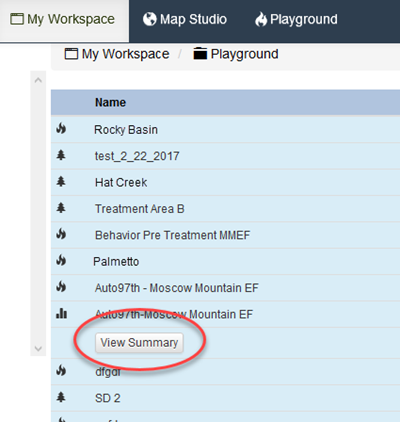 My Workspace Map Studio Playground
My Workspace / Playground
Name
Rocky Basin
test_2_22_2017
Hat Creek
Treatment Area B
Behavior Pre Treatment MMEF
Palmetto
Auto97th - Moscow Mountain EF
Auto97th-Moscow Mountain EF
View Summary
dfgdf
SD 2